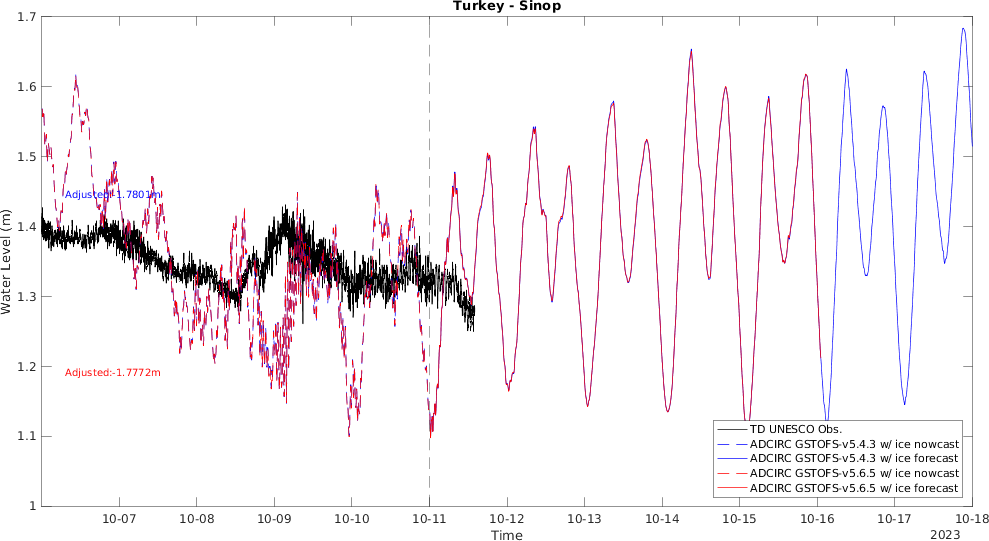 Turkey - Sinop
Water Level (m)
1.7
1.6
1.5
1.4
1.3
1.2
1.1
1
Adjusted:-1.7801m
Adjusted:-1.7772m
TD UNESCO Obs.
ADCIRC GSTOFS-v5.4.3 w/ ice nowcast
ADCIRC GSTOFS-v5.4.3 w/ ice forecast
ADCIRC GSTOFS-v5.6.5 w/ ice nowcast
ADCIRC GSTOFS-v5.6.5 w/ ice forecast
10-07 10-08 10-09 10-10 10-11 10-12 10-13 10-14 10-15 10-16 10-17 10-18
Time
2023